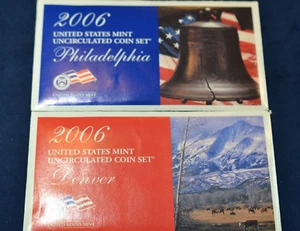 2006
UNITED STATES MINT
UNCIRCULATED COIN SET
Philadelphia
2006
UNITED STATES MINT
UNCIRCULATED COIN SET
Denver